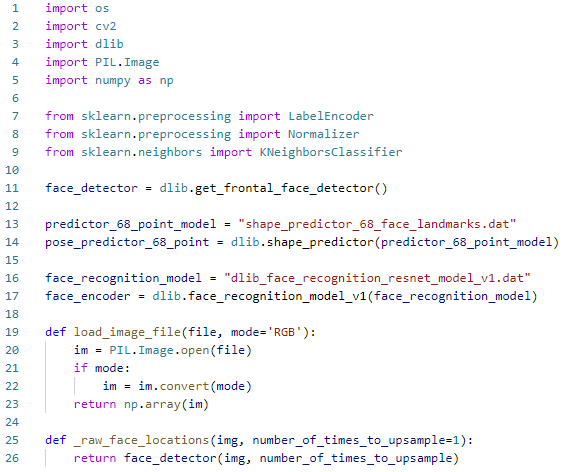 1 import os
2 import cv2
3 import dlib
4 import PIL.Image
5 import numpy as np
6
7 from sklearn.preprocessing import LabelEncoder
8 from sklearn.preprocessing import Normalizer
9 from sklearn.neighbors import KNeighborsClassifier
10
11 face_detector = dlib.get_frontal_face_detector()
12
13 predictor_68_point_model = "shape_predictor_68_face_landmarks.dat"
14 pose_predictor_68_point = dlib.shape_predictor(predictor_68_point_model)
15
16 face_recognition_model = "dlib_face_recognition_resnet_model_v1.dat"
17 face_encoder = dlib.face_recognition_model_v1(face_recognition_model)
18
19 def load_image_file(file, mode='RGB'):
20     im = PIL.Image.open(file)
21     if mode:
22         im = im.convert(mode)
23     return np.array(im)
24
25 def _raw_face_locations(img, number_of_times_to_upsample=1):
26     return face_detector(img, number_of_times_to_upsample)